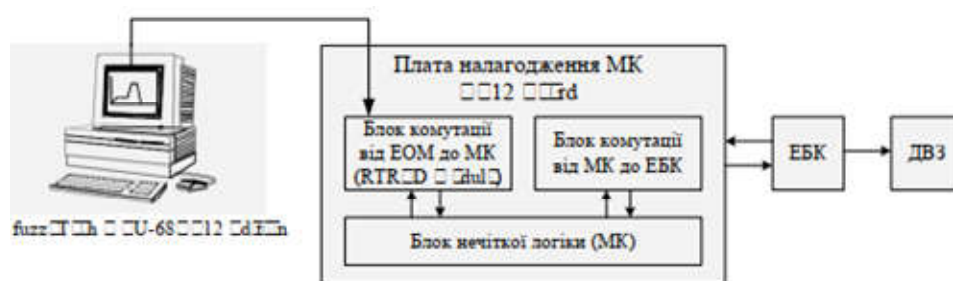 Плата налагодження МК
Блок комутації
від ЕОМ до МК
Блок комутації
від МК до ЕБК
ЕБК
ДВЗ
Блок нечіткої логіки (МК)